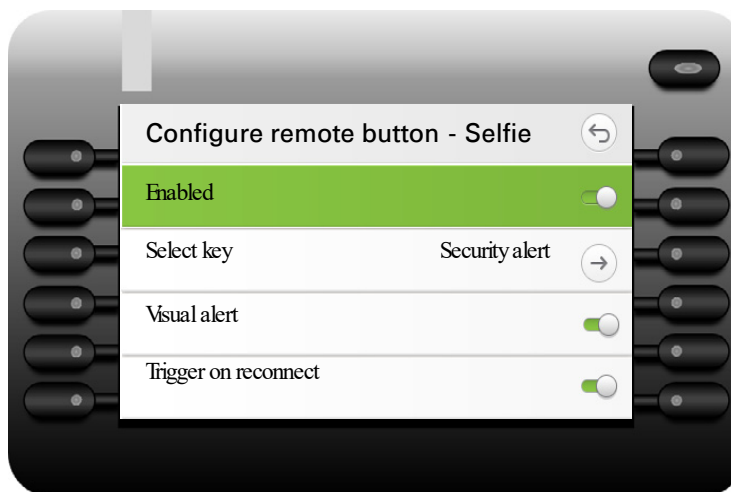 Configure remote button - Selfie
Enabled
Select key Security alert
Visual alert
Trigger on reconnect